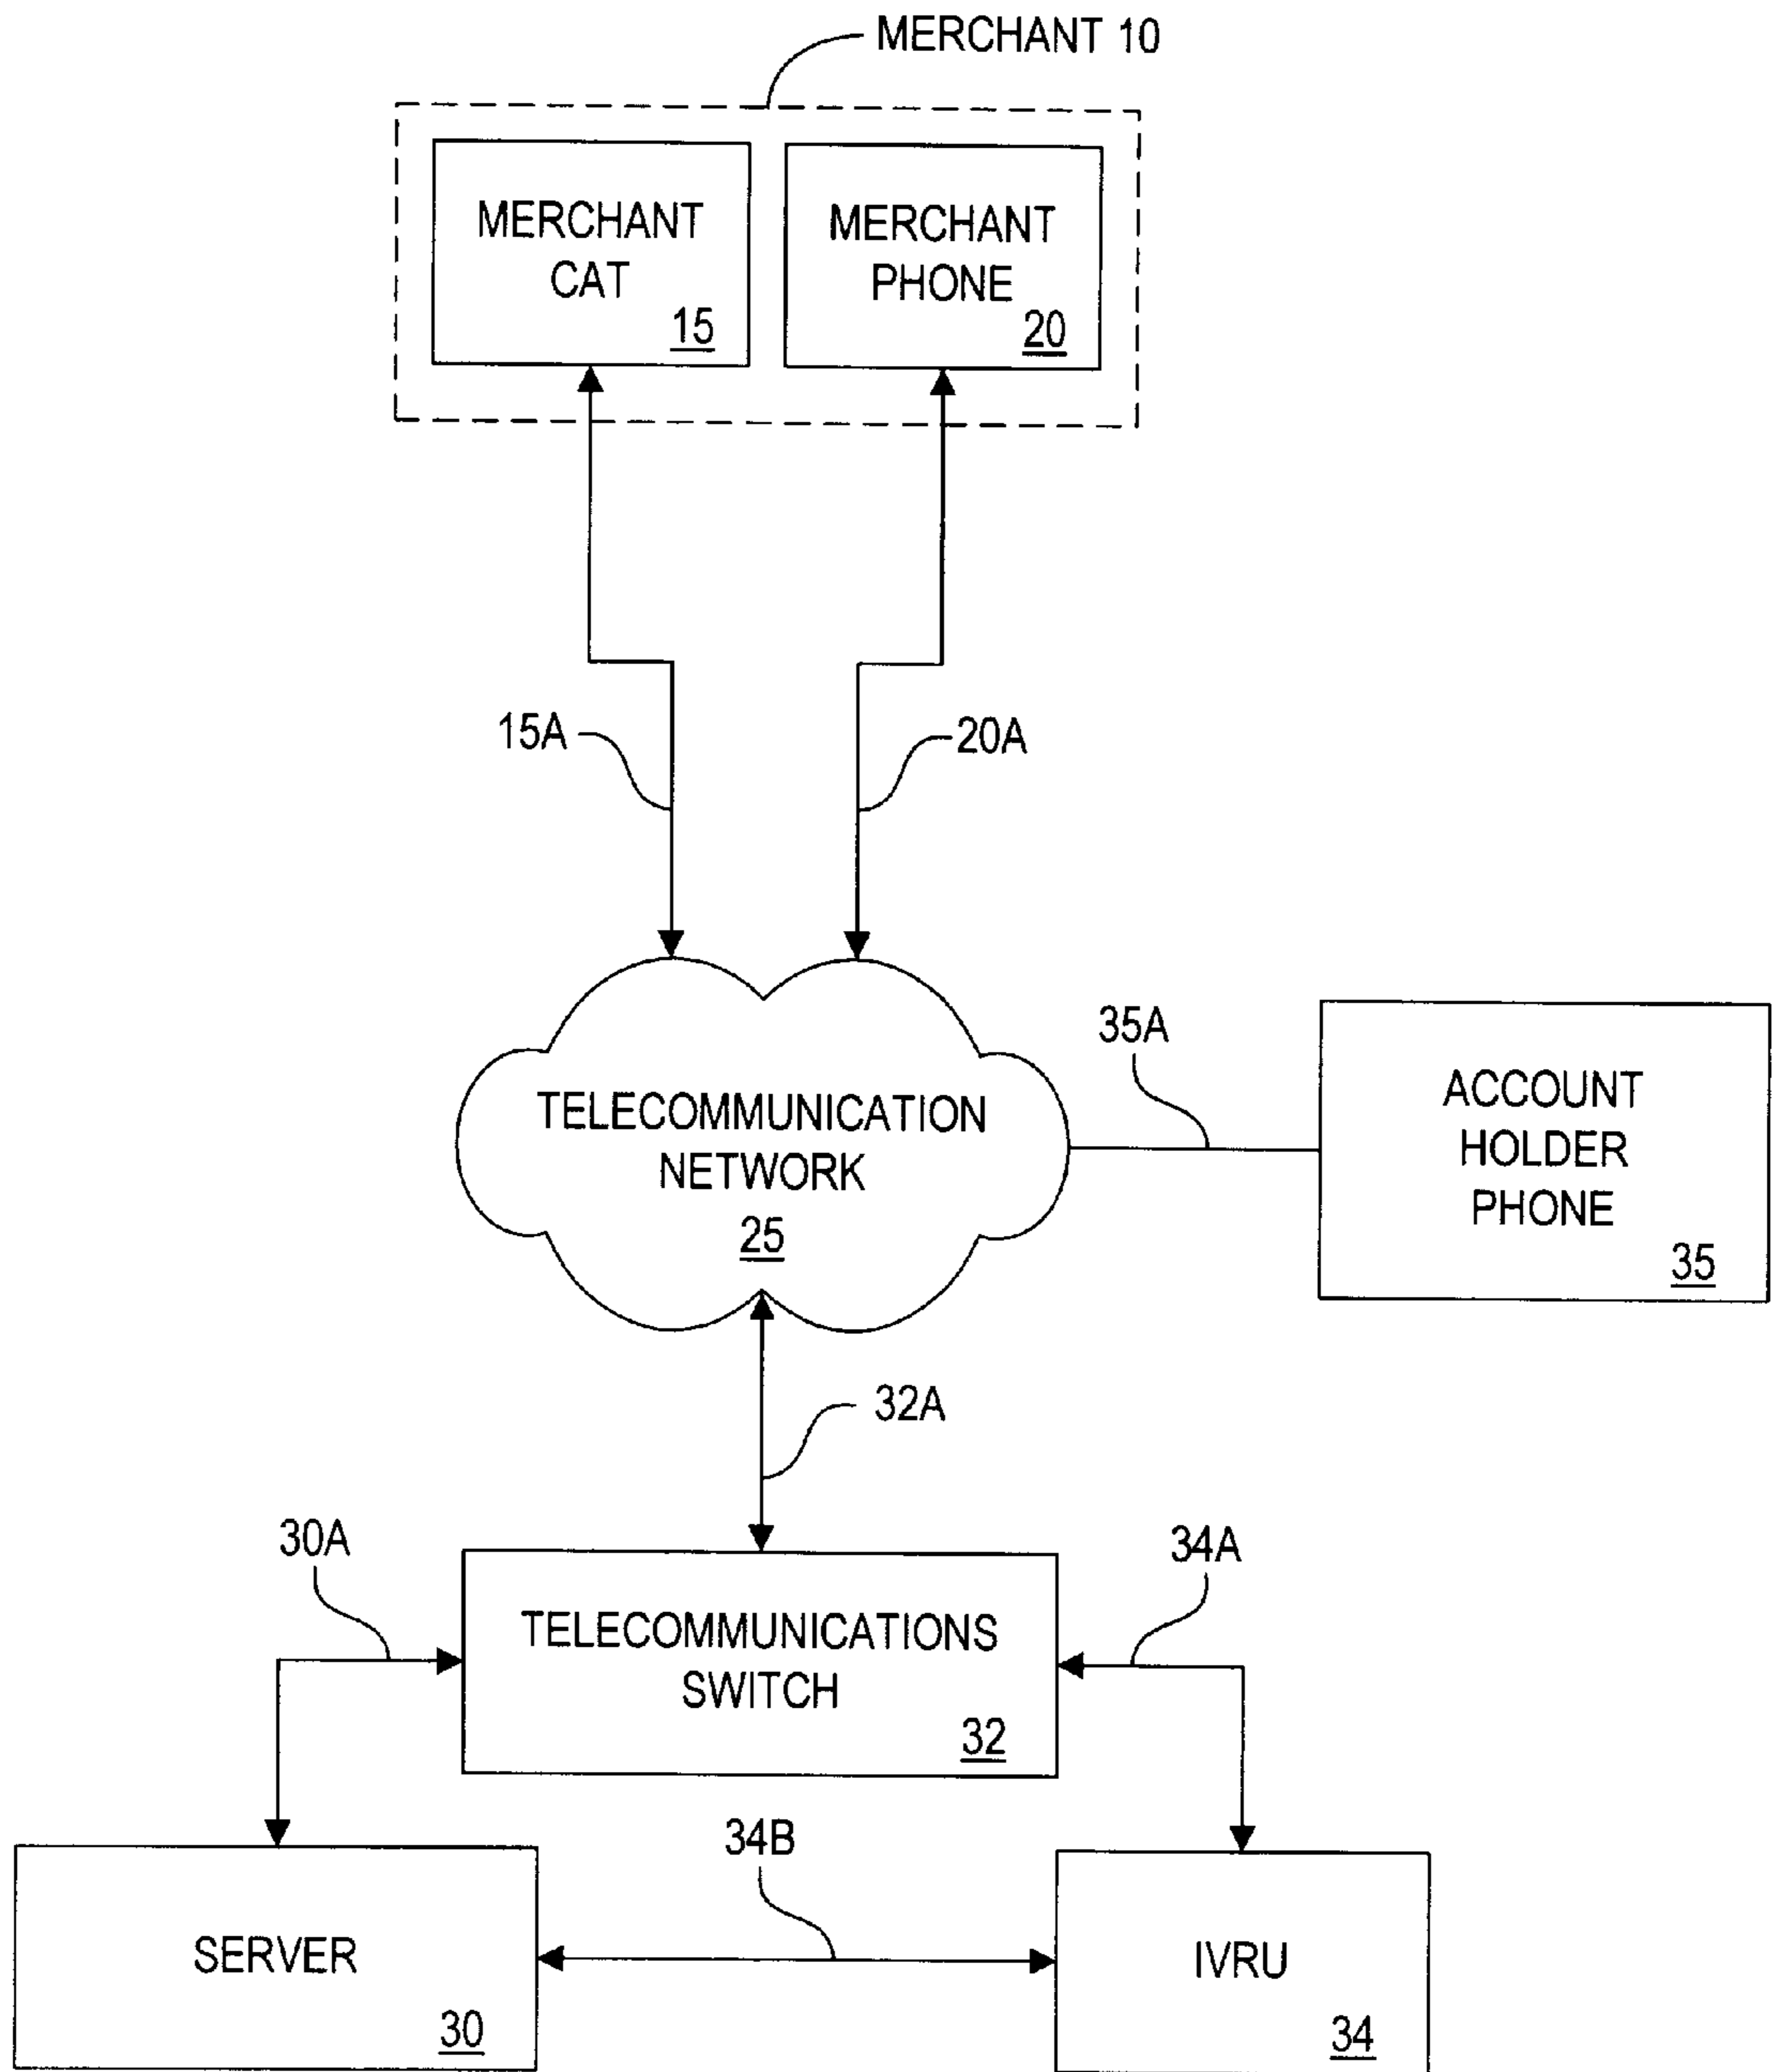 MERCHANT 10
MERCHANT
CAT
15
MERCHANT
PHONE
20
15A
20A
TELECOMMUNICATION
NETWORK
25
35A
ACCOUNT
HOLDER
PHONE
35
32A
30A
34A
TELECOMMUNICATIONS
SWITCH
32
34B
SERVER
30
IVRU
34